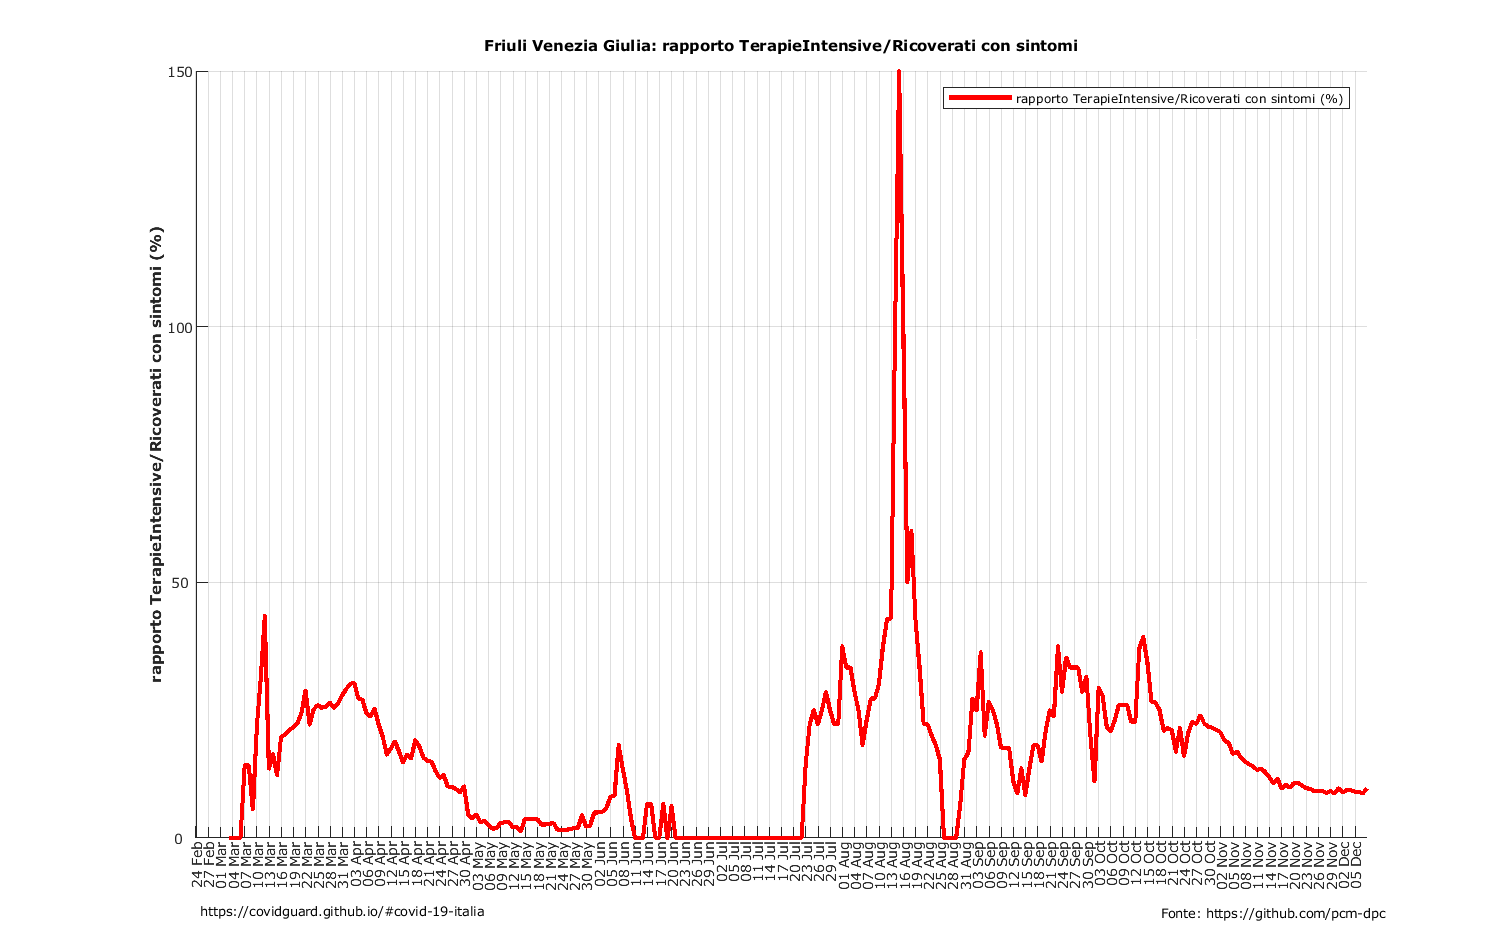 Friuli Venezia Giulia: rapporto TerapieIntensive/Ricoverati con sintomi
rapporto TerapieIntensive/Ricoverati con sintomi (%)
rapporto TerapieIntensive/Ricoverati con sintomi (%)
150
100
50
0
24 Feb
27 Feb
01 Mar
04 Mar
07 Mar
10 Mar
13 Mar
16 Mar
19 Mar
22 Mar
25 Mar
28 Mar
31 Mar
03 Apr
06 Apr
09 Apr
12 Apr
15 Apr
18 Apr
21 Apr
24 Apr
27 Apr
30 Apr
03 May
06 May
09 May
12 May
15 May
18 May
21 May
24 May
27 May
30 May
02 Jun
05 Jun
08 Jun
11 Jun
14 Jun
17 Jun
20 Jun
23 Jun
26 Jun
29 Jun
02 Jul
05 Jul
08 Jul
11 Jul
14 Jul
17 Jul
20 Jul
23 Jul
26 Jul
29 Jul
01 Aug
04 Aug
07 Aug
10 Aug
13 Aug
16 Aug
19 Aug
22 Aug
25 Aug
28 Aug
31 Aug
03 Sep
06 Sep
09 Sep
12 Sep
15 Sep
18 Sep
21 Sep
24 Sep
27 Sep
30 Sep
03 Oct
06 Oct
09 Oct
12 Oct
15 Oct
18 Oct
21 Oct
24 Oct
27 Oct
30 Oct
02 Nov
05 Nov
08 Nov
11 Nov
14 Nov
17 Nov
20 Nov
23 Nov
26 Nov
29 Nov
02 Dec
05 Dec
https://covidguard.github.io/#covid-19-italia
Fonte: https://github.com/pcm-dpc